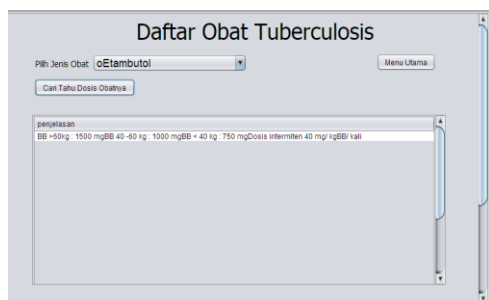 Daftar Obat Tuberculosis
Pilih Jenis Obat oEtambutol Menu Utama
Cari Tahu Dosis Obatnya
penjelasan
BB >60kg : 1500 mgBB 40 -60 kg : 1000 mgBB < 40 kg : 750 mgDosis intermiten 40 mg/ kgBB/ kali